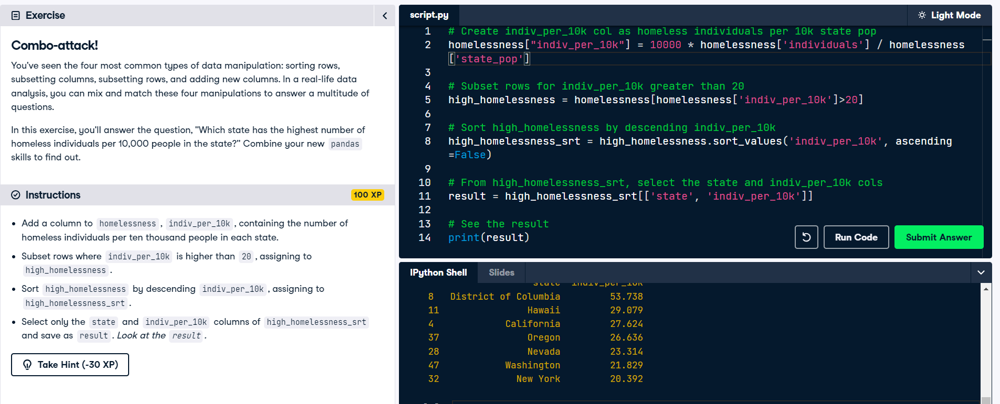 Exercise
Combo-attack!
You've seen the four most common types of data manipulation: sorting rows,
subsetting columns, subsetting rows, and adding new columns. In a real-life data
analysis, you can mix and match these four manipulations to answer a multitude of
questions.
In this exercise, you'll answer the question, "Which state has the highest number of
homeless individuals per 10,000 people in the state?" Combine your new pandas
skills to find out.
Instructions
100 XP
• Add a column to homelessness, indiv_per_10k, containing the number of
homeless individuals per ten thousand people in each state.
• Subset rows where indiv_per_10k is higher than 20, assigning to
high_homelessness.
• Sort high_homelessness by descending indiv_per_10k, assigning to
high_homelessness_srt.
• Select only the state and indiv_per_10k columns of high_homelessness_srt
and save as result. Look at the result.
Take Hint (-30 XP)
script.py
Light Mode
1 # Create indiv_per_10k col as homeless individuals per 10k state pop
2 homelessness["indiv_per_10k"] = 10000 * homelessness['individuals'] / homelessness
['state_pop']
3
4 # Subset rows for indiv_per_10k greater than 20
5 high_homelessness = homelessness[homelessness['indiv_per_10k']>20]
6
7 # Sort high_homelessness by descending indiv_per_10k
8 high_homelessness_srt = high_homelessness.sort_values('indiv_per_10k', ascending
=False)
9
10 # From high_homelessness_srt, select the state and indiv_per_10k cols
11 result = high_homelessness_srt[['state', 'indiv_per_10k']]
12
13 # See the result
14 print(result)
Run Code
Submit Answer
IPython Shell
Slides
state indiv_per_10k
8 District of Columbia 53.738
11 Hawaii 29.079
4 California 27.624
37 Oregon 26.636
28 Nevada 23.314
47 Washington 21.829
32 New York 20.392